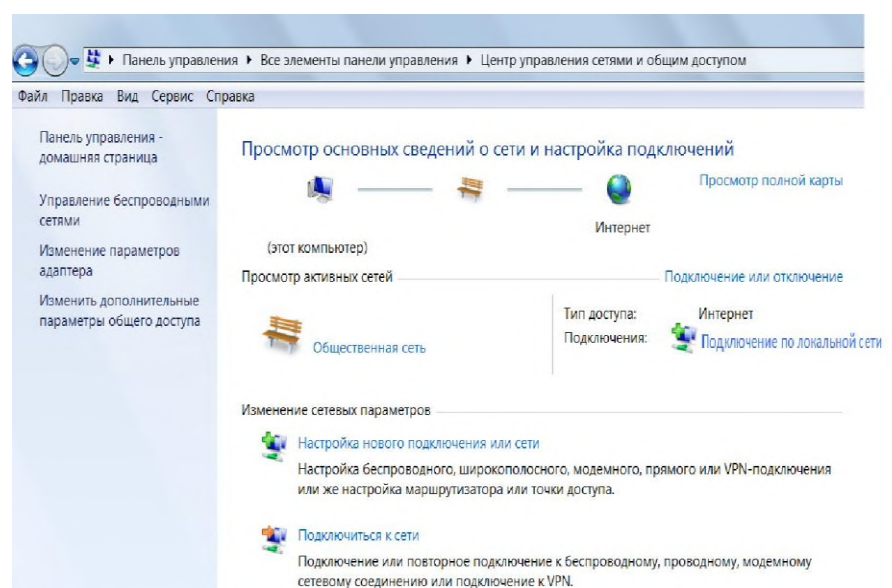 Панель управления ▸ Все элементы панели управления ▸ Центр управления сетями и общим доступом
Файл Правка Вид Сервис Справка
Панель управления -
домашняя страница
Управление беспроводными
сетями
Изменение параметров
адаптера
Изменить дополнительные
параметры общего доступа
Просмотр основных сведений о сети и настройка подключений
Просмотр полной карты
Интернет
(этот компьютер)
Просмотр активных сетей
Подключение или отключение
Общественная сеть
Тип доступа: Интернет
Подключения: Подключение по локальной сети
Изменение сетевых параметров
Настройка нового подключения или сети
Настройка беспроводного, широкополосного, модемного, прямого или VPN-подключения
или же настройка маршрутизатора или точки доступа.
Подключиться к сети
Подключение или повторное подключение к беспроводному, проводному, модемному
сетевому соединению или подключение к VPN.